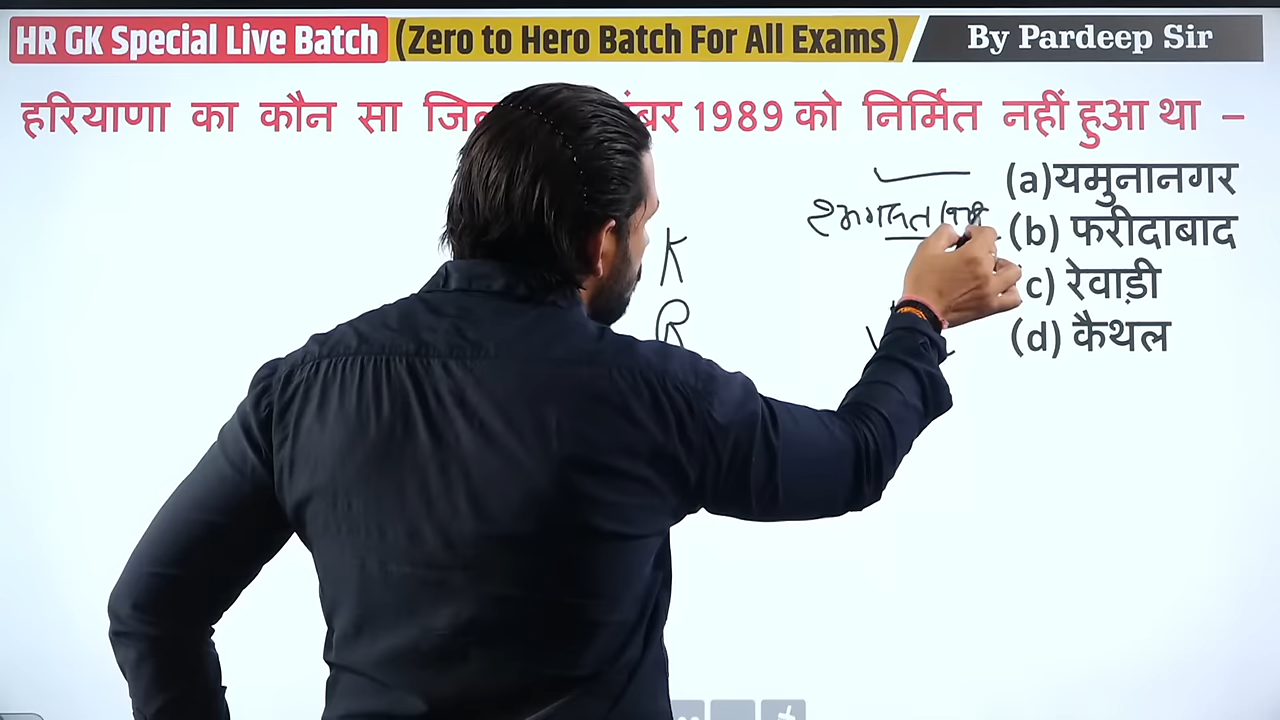 HR GK Special Live Batch (Zero to Hero Batch For All Exams) By Pardeep Sir
हरियाणा का कौन सा 1989 को निर्मित नहीं हुआ था –
(a)यमुनानगर
(b) फरीदाबाद
c) रेवाड़ी
(d) कैथल
K
R